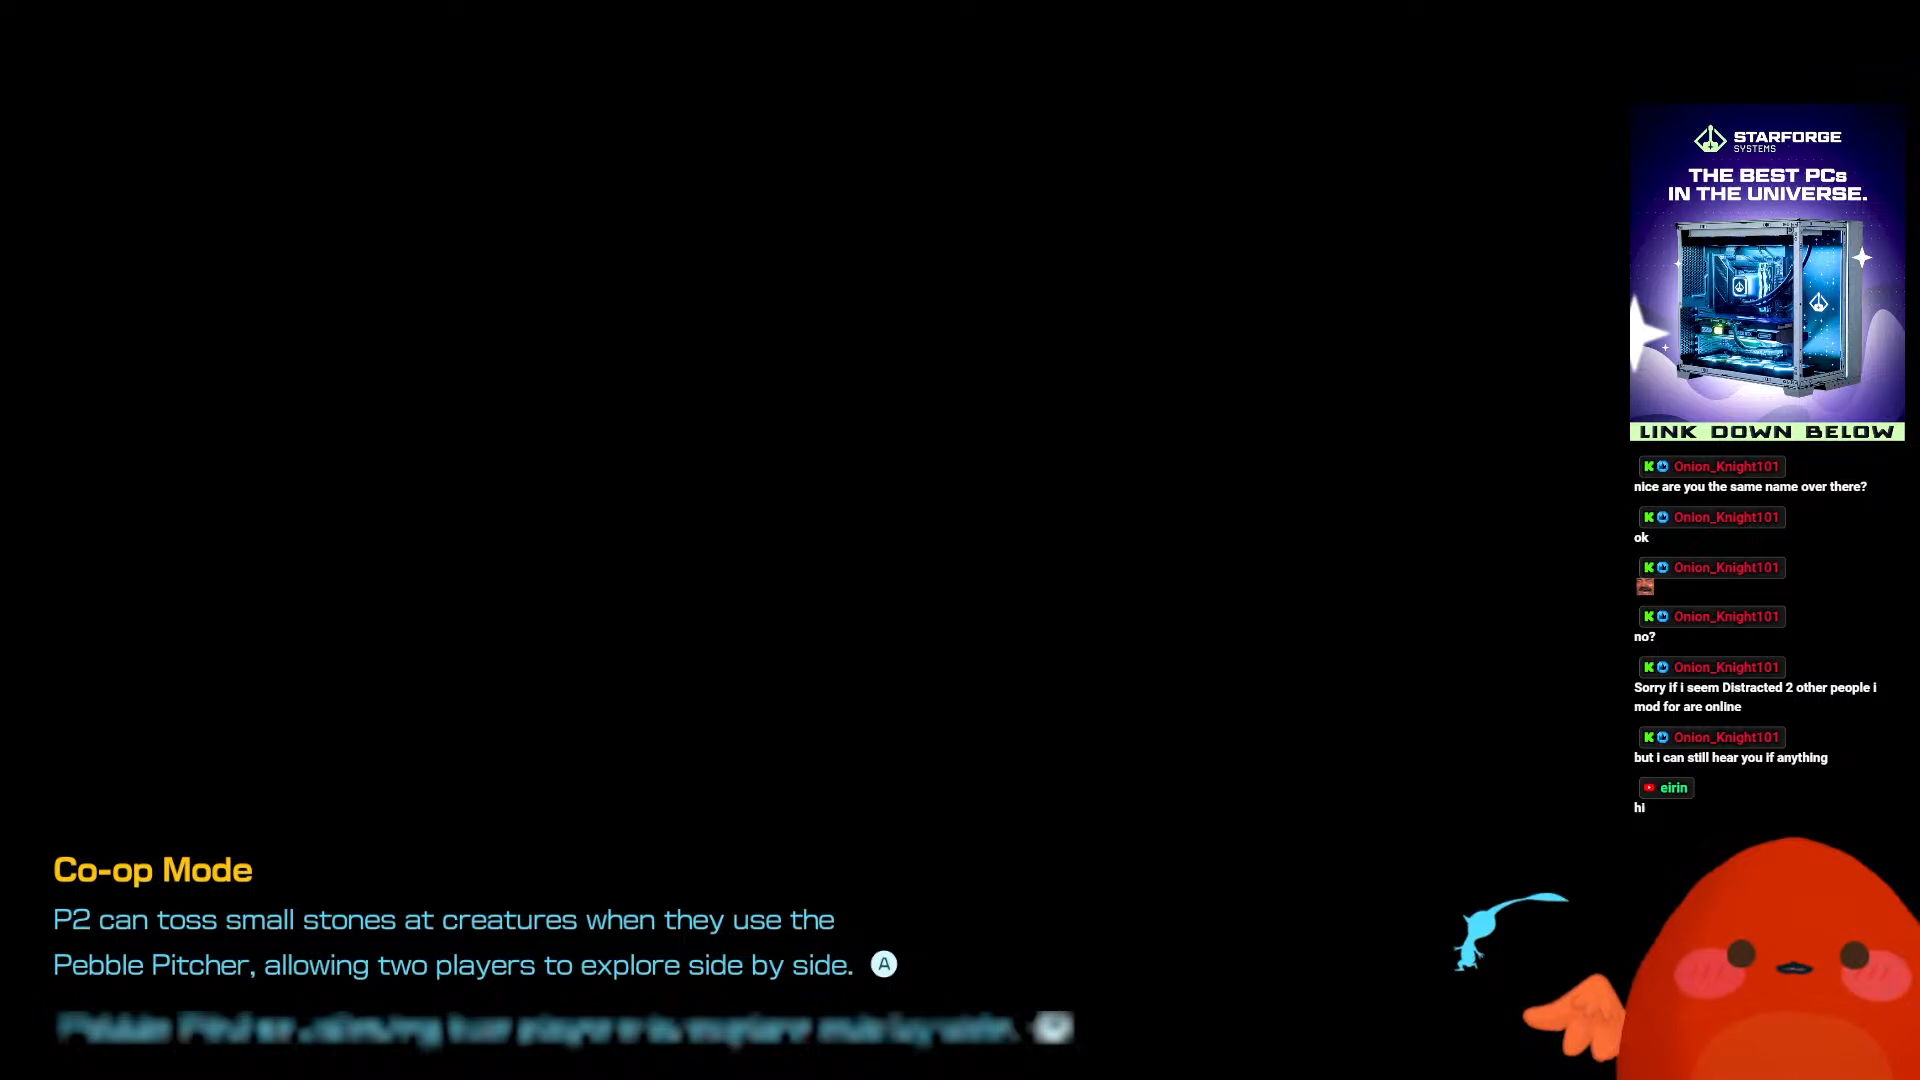 STARFORGE
SYSTEMS
THE BEST PCs
IN THE UNIVERSE.
LINK DOWN BELOW
Onion_Knight101
nice are you the same name over there?
Onion_Knight101
ok
Onion_Knight101
Onion_Knight101
no?
Onion_Knight101
Sorry if i seem Distracted 2 other people i
mod for are online
Onion_Knight101
but i can still hear you if anything
eirin
hi
Co-op Mode
P2 can toss small stones at creatures when they use the
Pebble Pitcher, allowing two players to explore side by side. A